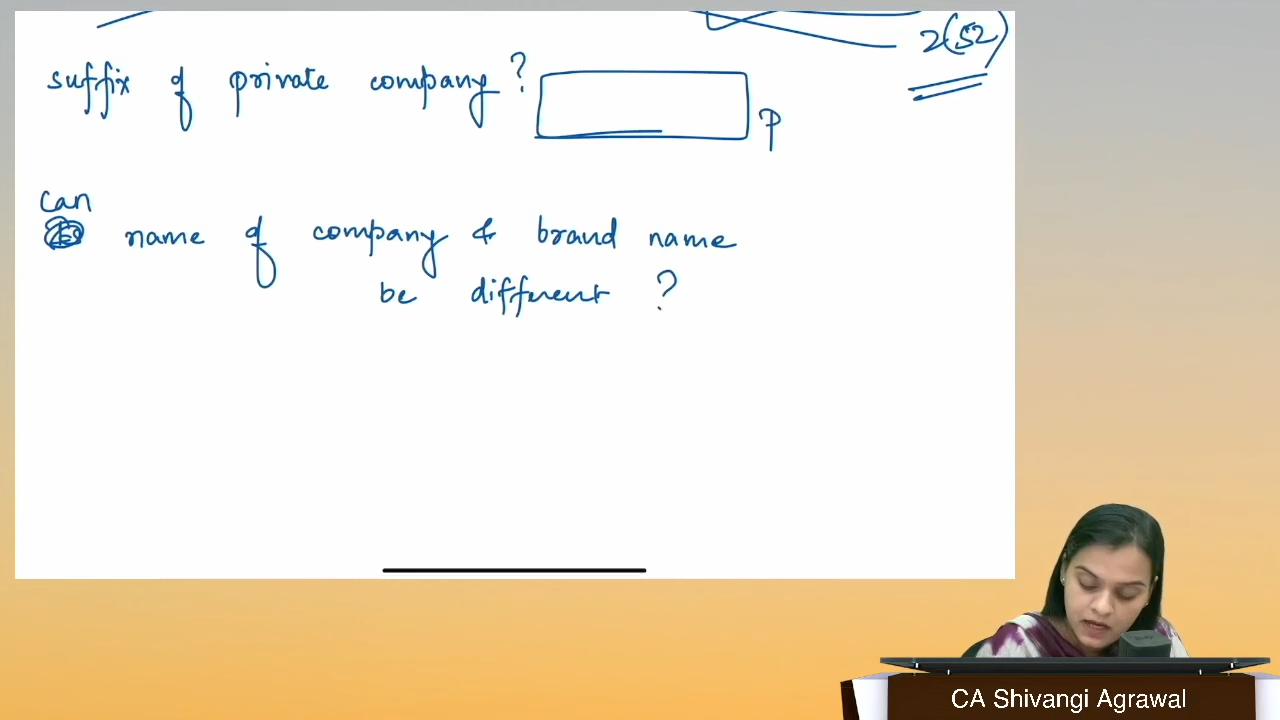 2(52)
suffix of private company ?
P
can
name of company & brand name
be different ?
CA Shivangi Agrawal